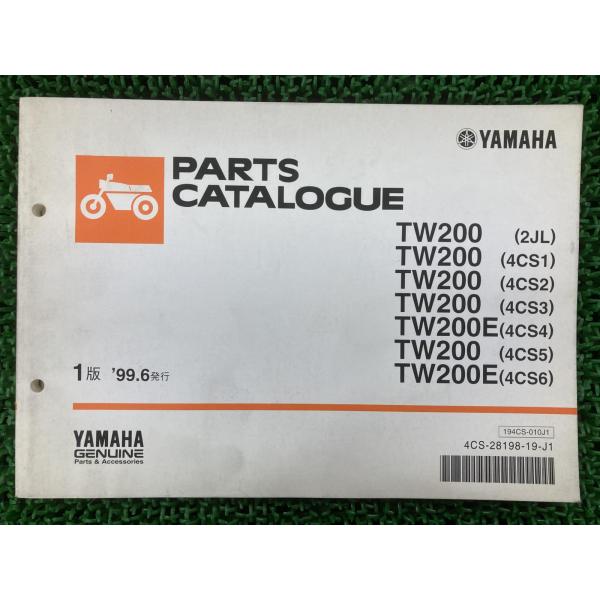 YAMAHA
PARTS
CATALOGUE
TW200 (2JL)
TW200 (4CS1)
TW200 (4CS2)
TW200 (4CS3)
TW200E(4CS4)
TW200 (4CS5)
TW200E(4CS6)
1版 '99.6発行
194CS-010J1
4CS-28198-19-J1
YAMAHA
GENUINE
Parts & Accessories